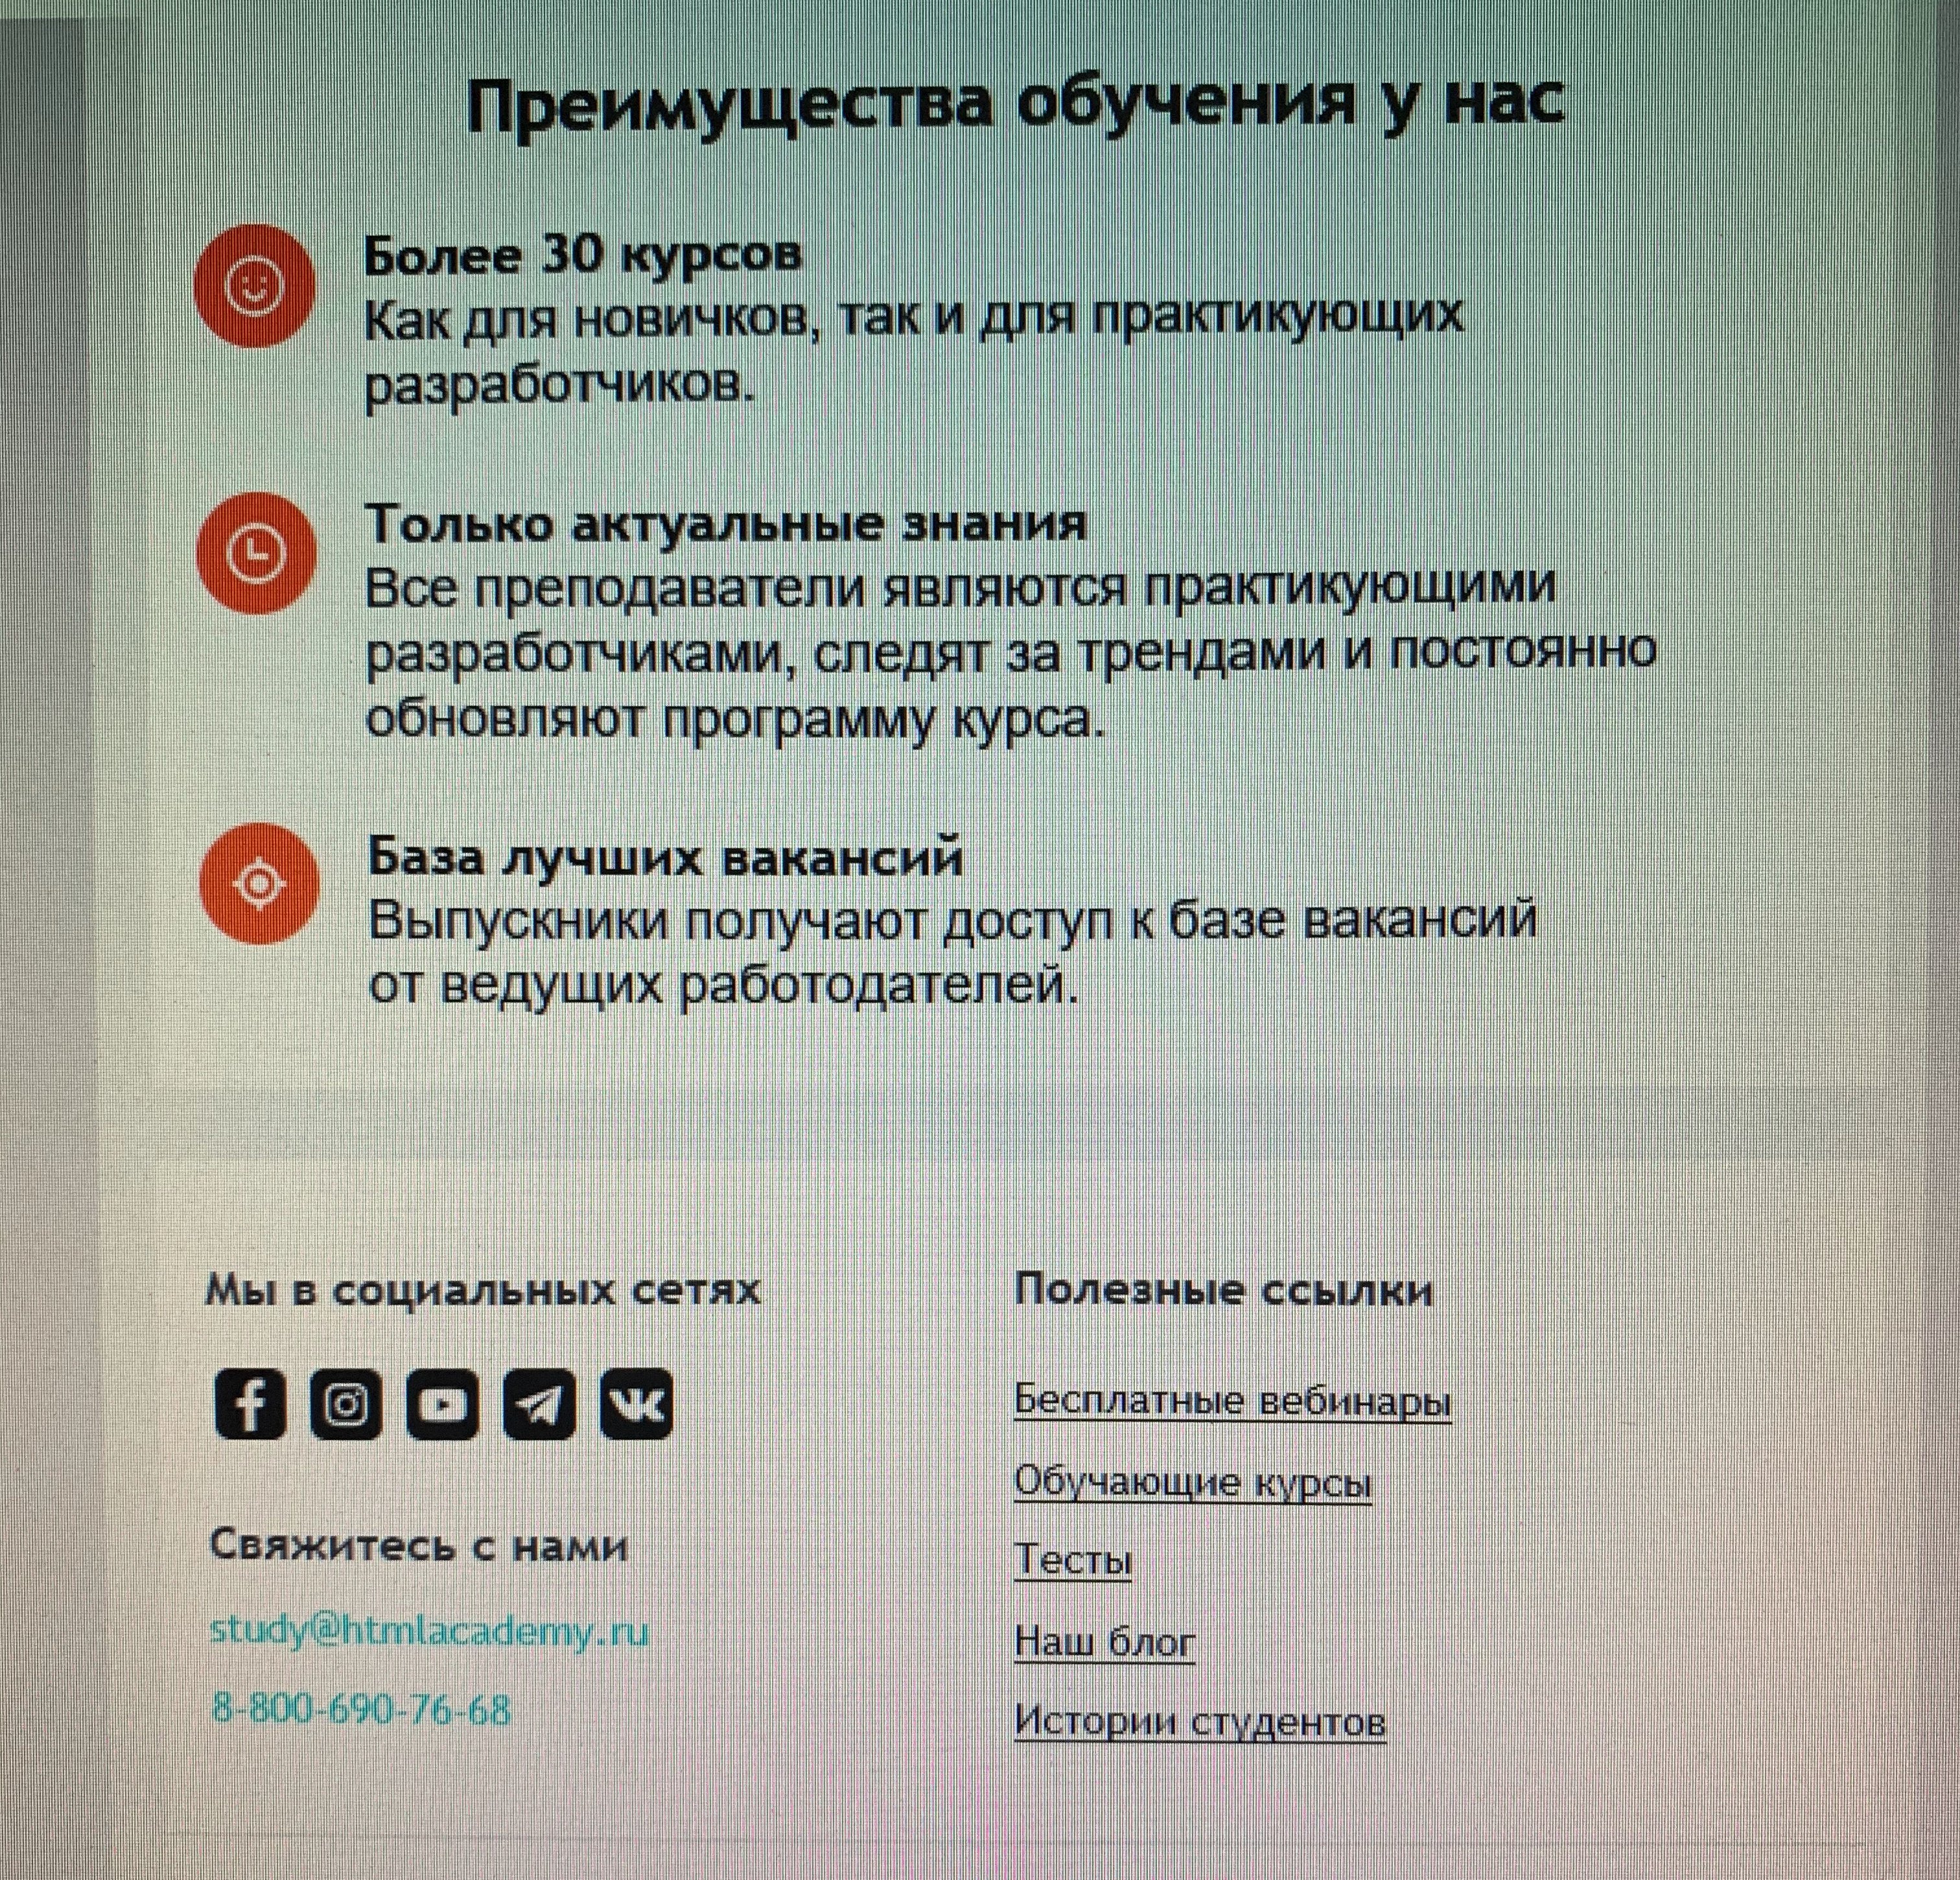 Преимущества обучения у нас
Более 30 курсов
Как для новичков, так и для практикующих
разработчиков.
Только актуальные знания
Все преподаватели являются практикующими
разработчиками, следят за трендами и постоянно
обновляют программу курса.
База лучших вакансий
Выпускники получают доступ к базе вакансий
от ведущих работодателей.
Мы в социальных сетях
Свяжитесь с нами
study@htmlacademy.ru
8-800-690-76-68
Полезные ссылки
Бесплатные вебинары
Обучающие курсы
Тесты
Наш блог
Истории студентов